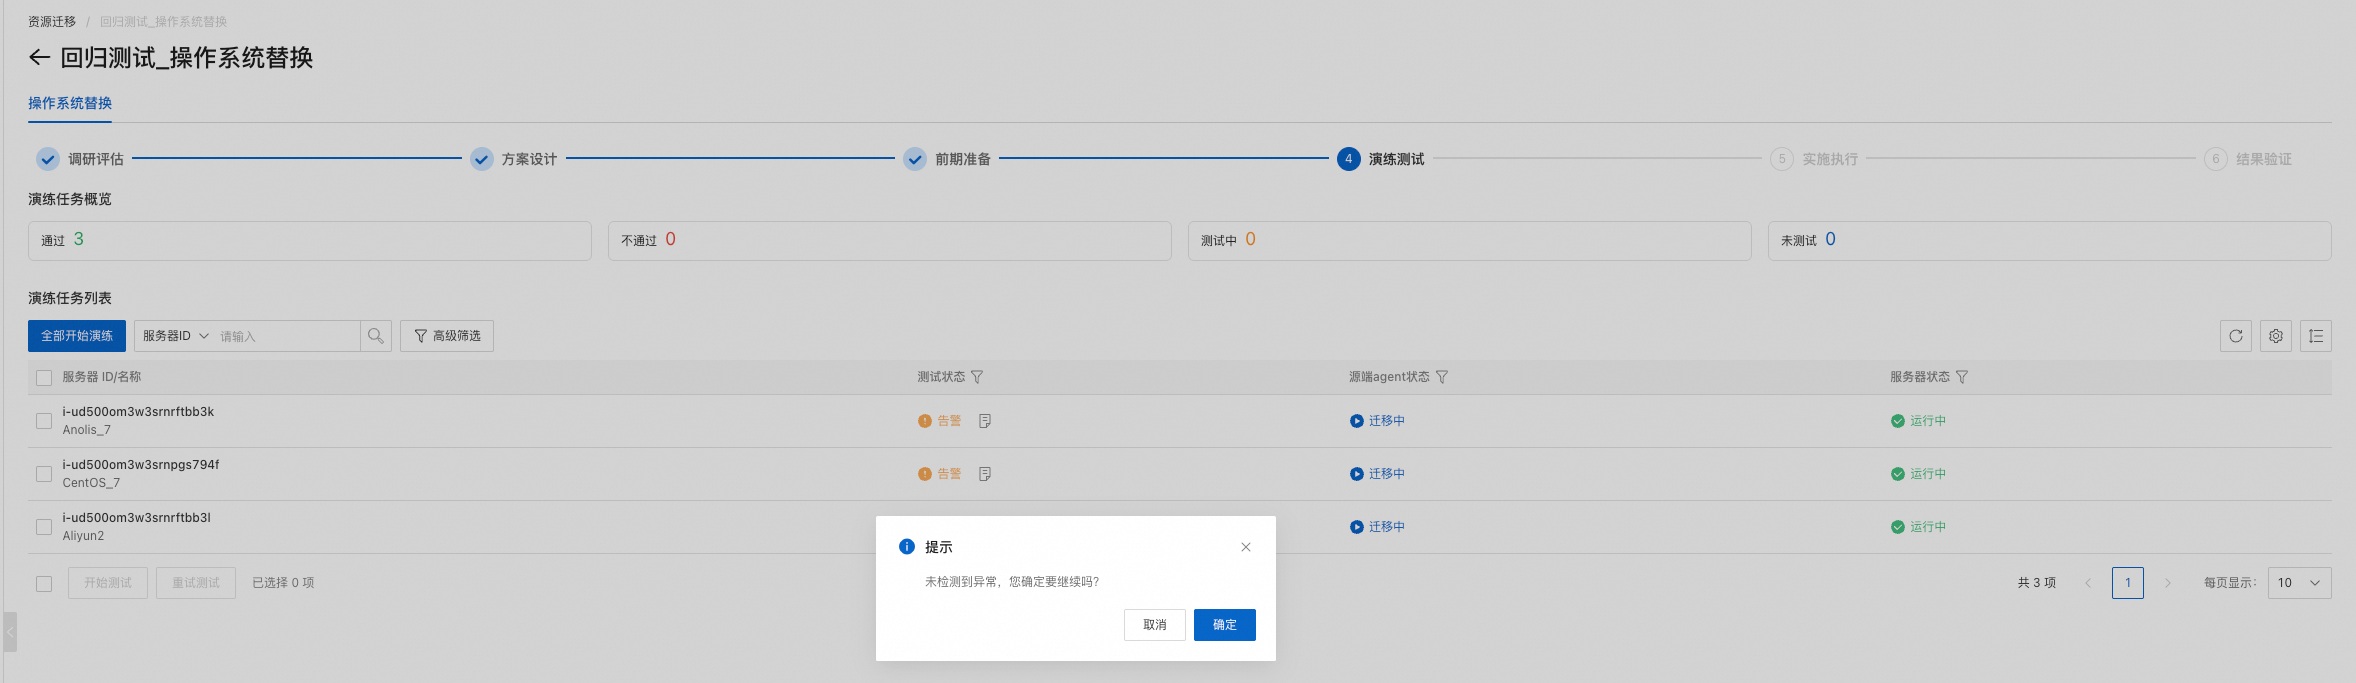 资源迁移 / 回归测试_操作系统替换
回归测试_操作系统替换
操作系统替换
调研评估
方案设计
前期准备
4 演练测试
5 实施执行
6 结果验证
演练任务概览
通过 3
不通过 0
测试中 0
未测试 0
演练任务列表
全部开始演练 服务器ID 请输入 高级筛选
服务器 ID/名称 测试状态 源端agent状态 服务器状态
i-ud500om3w3srnrftbb3k
Anolis_7
告警 迁移中 运行中
i-ud500om3w3srnpgs794f
CentOS_7
告警 迁移中 运行中
i-ud500om3w3srnrftbb3l
Aliyun2
迁移中 运行中
提示
未检测到异常，您确定要继续吗?
取消 确定
开始测试 重试测试 已选择 0 项
共 3 项 1 每页显示: 10